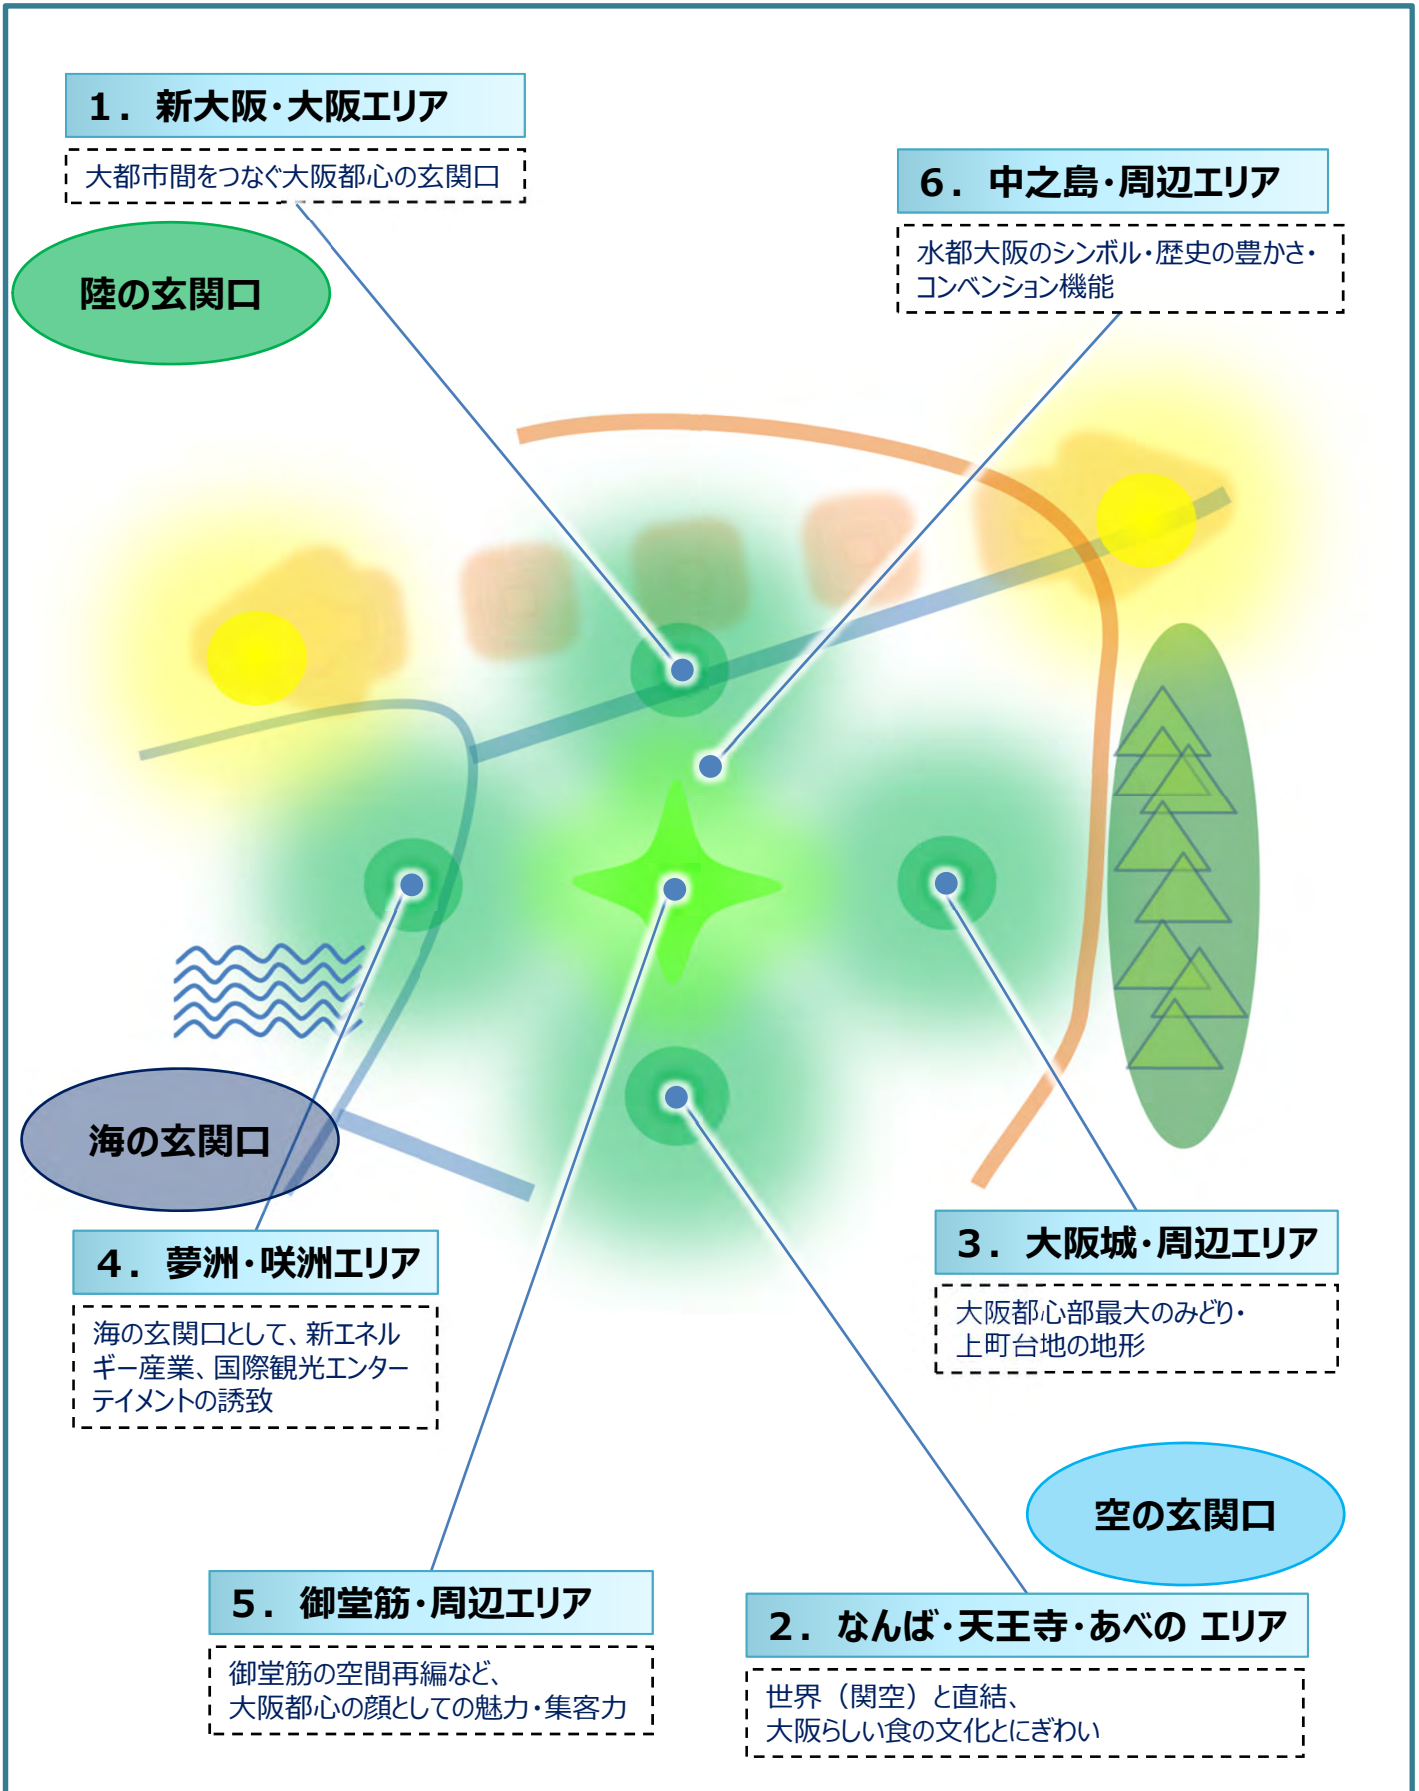 1．新大阪･大阪エリア
大都市間をつなぐ大阪都心の玄関口
陸の玄関口
6．中之島･周辺エリア
水都大阪のシンボル・歴史の豊かさ・
コンベンション機能
海の玄関口
4．夢洲･咲洲エリア
海の玄関口として、新エネル
ギー産業、国際観光エンター
テイメントの誘致
3．大阪城･周辺エリア
大阪都心部最大のみどり・
上町台地の地形
空の玄関口
5．御堂筋･周辺エリア
御堂筋の空間再編など、
大阪都心の顔としての魅力・集客力
2．なんば･天王寺･あべの エリア
世界（関空）と直結、
大阪らしい食の文化とにぎわい